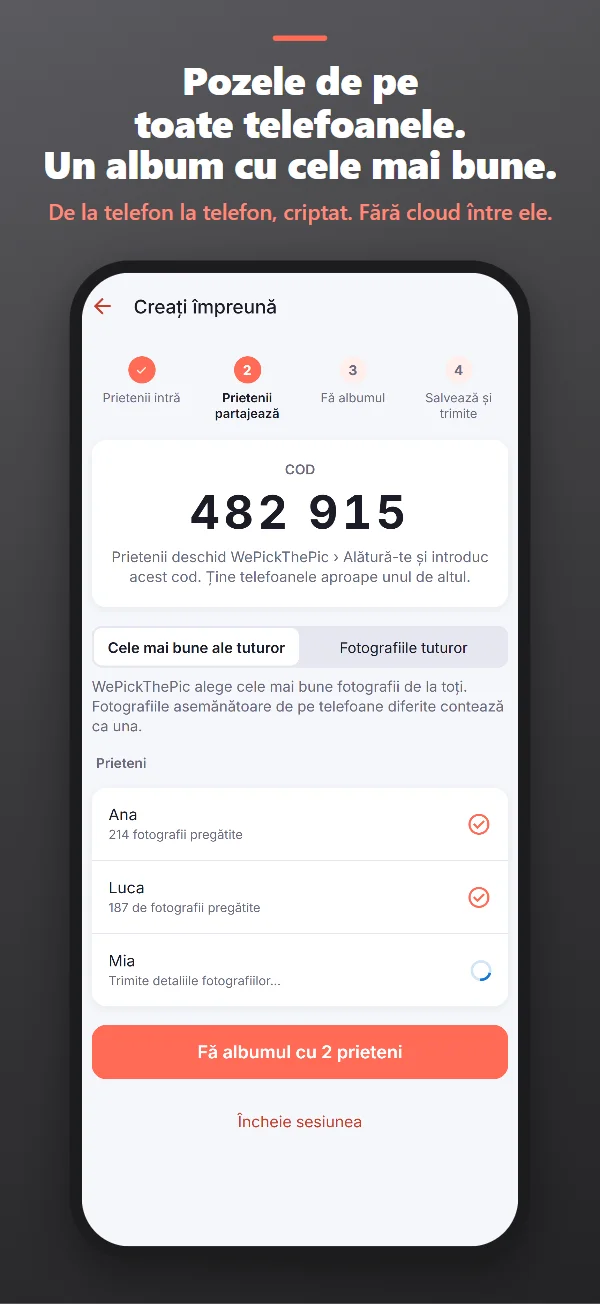 Pozele de pe
toate telefoanele.
Un album cu cele mai bune.
De la telefon la telefon, criptat. Fără cloud între ele.
Creați împreună
2
3
4
Prietenii intră
Prietenii
partajează
Fă albumul
Salvează și
trimite
COD
482 915
Prietenii deschid WePickThePic › Alătură-te și introduc
acest cod. Ține telefoanele aproape unul de altul.
Cele mai bune ale tuturor
Fotografiile tuturor
WePickThePic alege cele mai bune fotografii de la toți.
Fotografiile asemănătoare de pe telefoane diferite contează
ca una.
Prieteni
Ana
214 fotografii pregătite
Luca
187 de fotografii pregătite
Mia
Trimite detaliile fotografiilor...
Fă albumul cu 2 prieteni
Încheie sesiunea